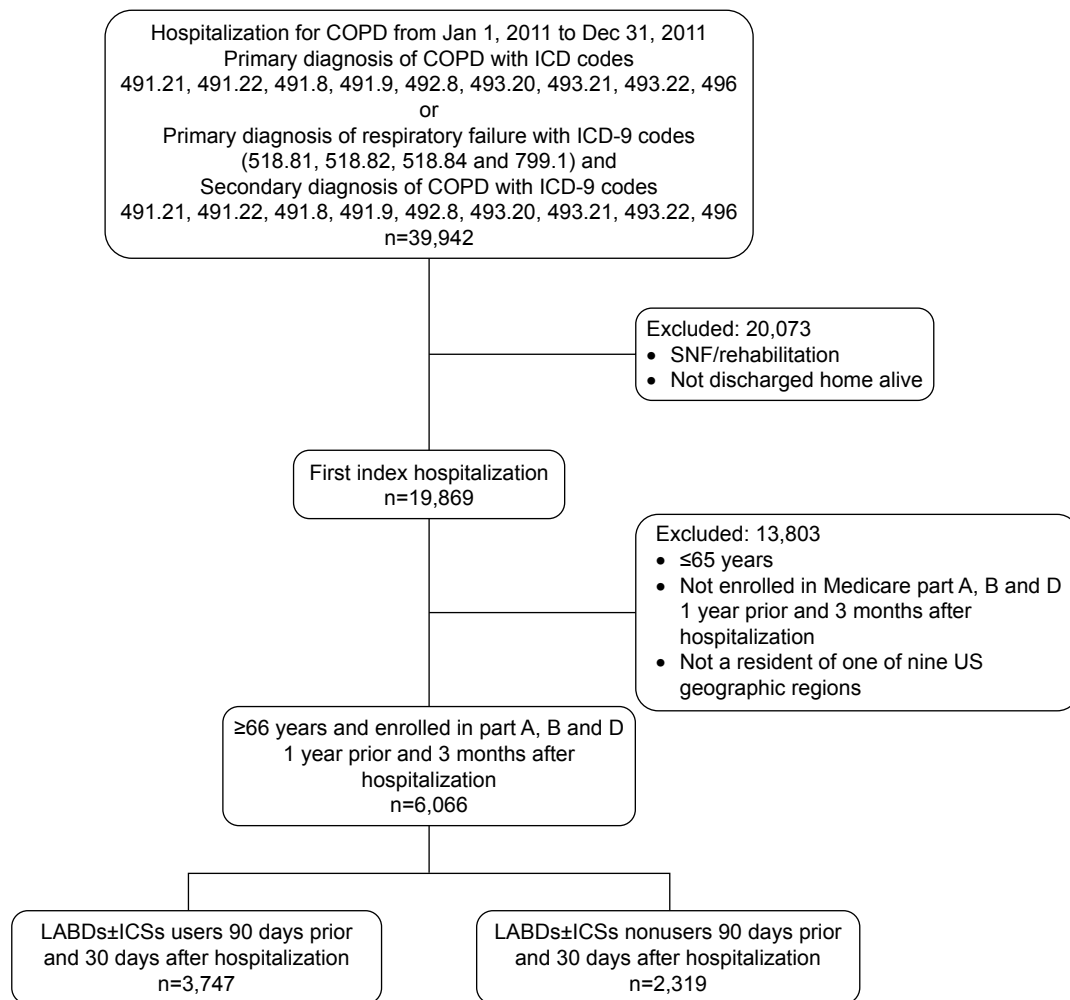 Hospitalization for COPD from Jan 1, 2011 to Dec 31, 2011
Primary diagnosis of COPD with ICD codes
491.21, 491.22, 491.8, 491.9, 492.8, 493.20, 493.21, 493.22, 496
or
Primary diagnosis of respiratory failure with ICD-9 codes
(518.81, 518.82, 518.84 and 799.1) and
Secondary diagnosis of COPD with ICD-9 codes
491.21, 491.22, 491.8, 491.9, 492.8, 493.20, 493.21, 493.22, 496
n=39,942
Excluded: 20,073
• SNF/rehabilitation
• Not discharged home alive
First index hospitalization
n=19,869
Excluded: 13,803
• ≤65 years
• Not enrolled in Medicare part A, B and D
1 year prior and 3 months after
hospitalization
• Not a resident of one of nine US
geographic regions
≥66 years and enrolled in part A, B and D
1 year prior and 3 months after
hospitalization
n=6,066
LABDs±ICSs users 90 days prior
and 30 days after hospitalization
n=3,747
LABDs±ICSs nonusers 90 days prior
and 30 days after hospitalization
n=2,319